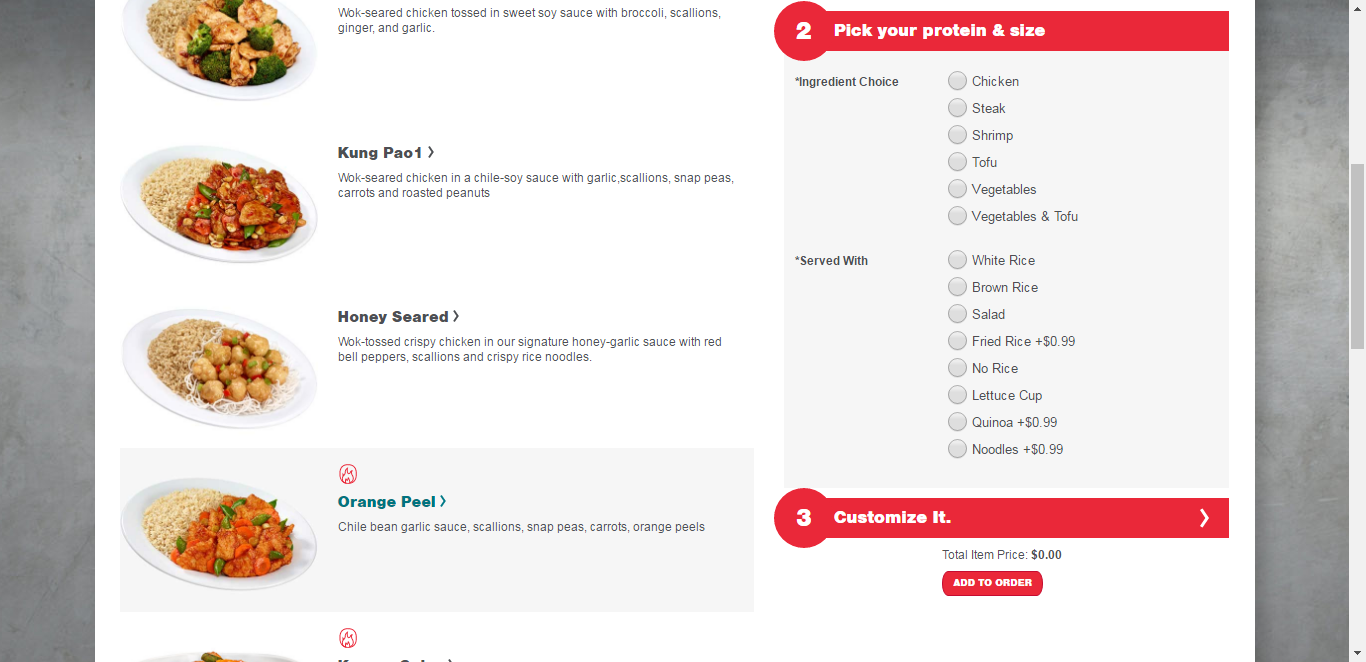 Wok-seared chicken tossed in sweet soy sauce with broccoli, scallions,
ginger, and garlic.
Kung Pao1
Wok-seared chicken in a chile-soy sauce with garlic,scallions, snap peas,
carrots and roasted peanuts
Honey Seared
Wok-tossed crispy chicken in our signature honey-garlic sauce with red
bell peppers, scallions and crispy rice noodles.
Orange Peel
Chile bean garlic sauce, scallions, snap peas, carrots, orange peels
2 Pick your protein & size
*Ingredient Choice
Chicken
Steak
Shrimp
Tofu
Vegetables
Vegetables & Tofu
*Served With
White Rice
Brown Rice
Salad
Fried Rice +$0.99
No Rice
Lettuce Cup
Quinoa +$0.99
Noodles +$0.99
3 Customize It.
Total Item Price: $0.00
ADD TO ORDER